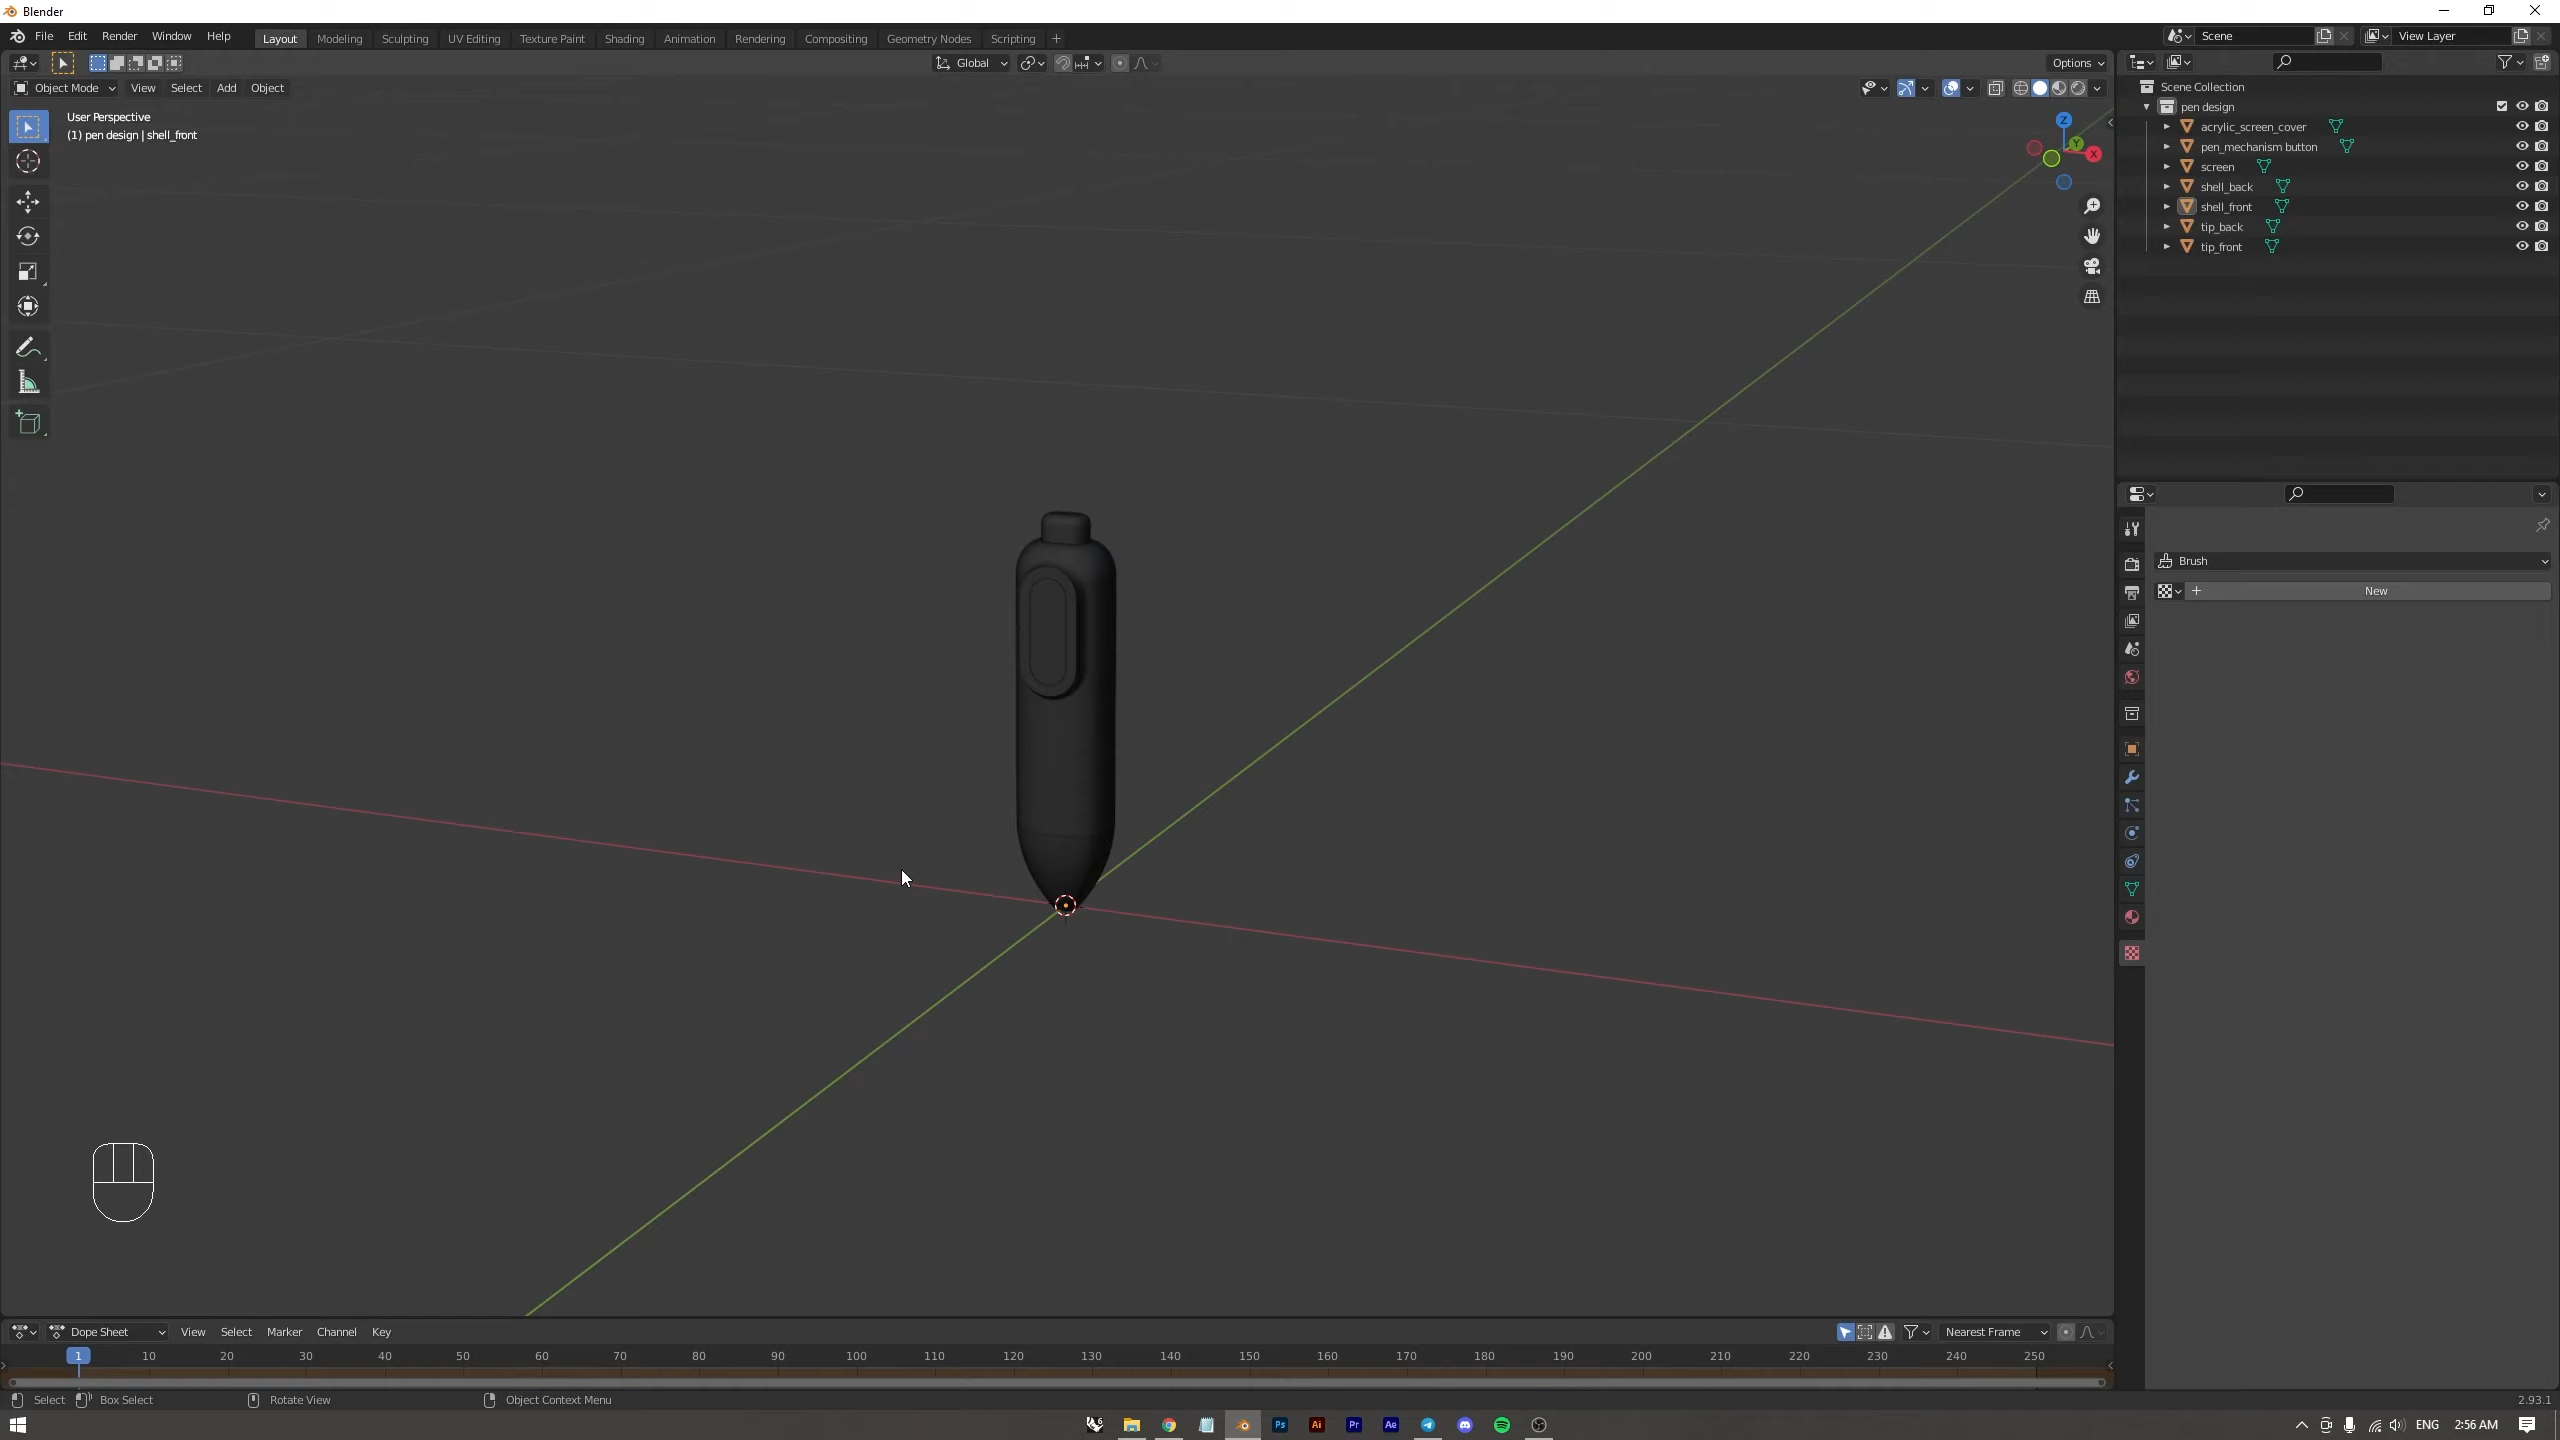 Blender
File Edit Render Window Help
Layout Modeling Sculpting UV Editing Texture Paint Shading Animation Rendering Compositing Geometry Nodes Scripting +
Scene
View Layer
Global
Options
Object Mode View Select Add Object
User Perspective
(1) pen design | shell_front
Z
Y
X
Scene Collection
pen design
acrylic_screen_cover
pen_mechanism button
screen
shell_back
shell_front
tip_back
tip_front
Brush
+ New
Dope Sheet View Select Marker Channel Key
Nearest Frame
1 10 20 30 40 50 60 70 80 90 100 110 120 130 140 150 160 170 180 190 200 210 220 230 240 250
Select Box Select Rotate View Object Context Menu
2.93.1
6 Ps Ai Pr Ae
ENG 2:56 AM